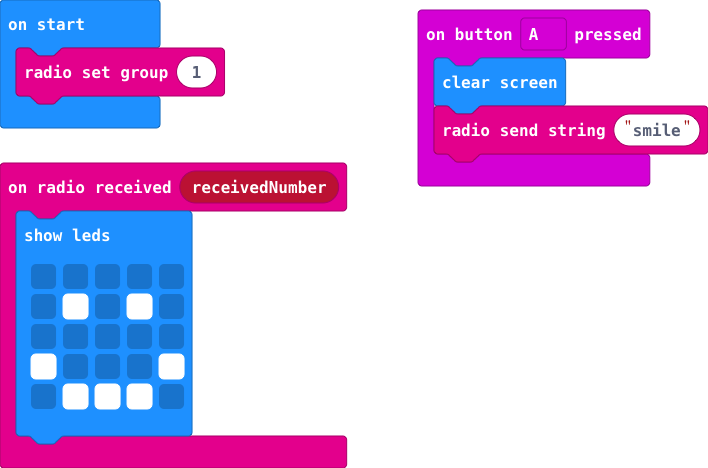 on start
radio set group 1
on radio received receivedNumber
show leds
on button A pressed
clear screen
radio send string "smile"